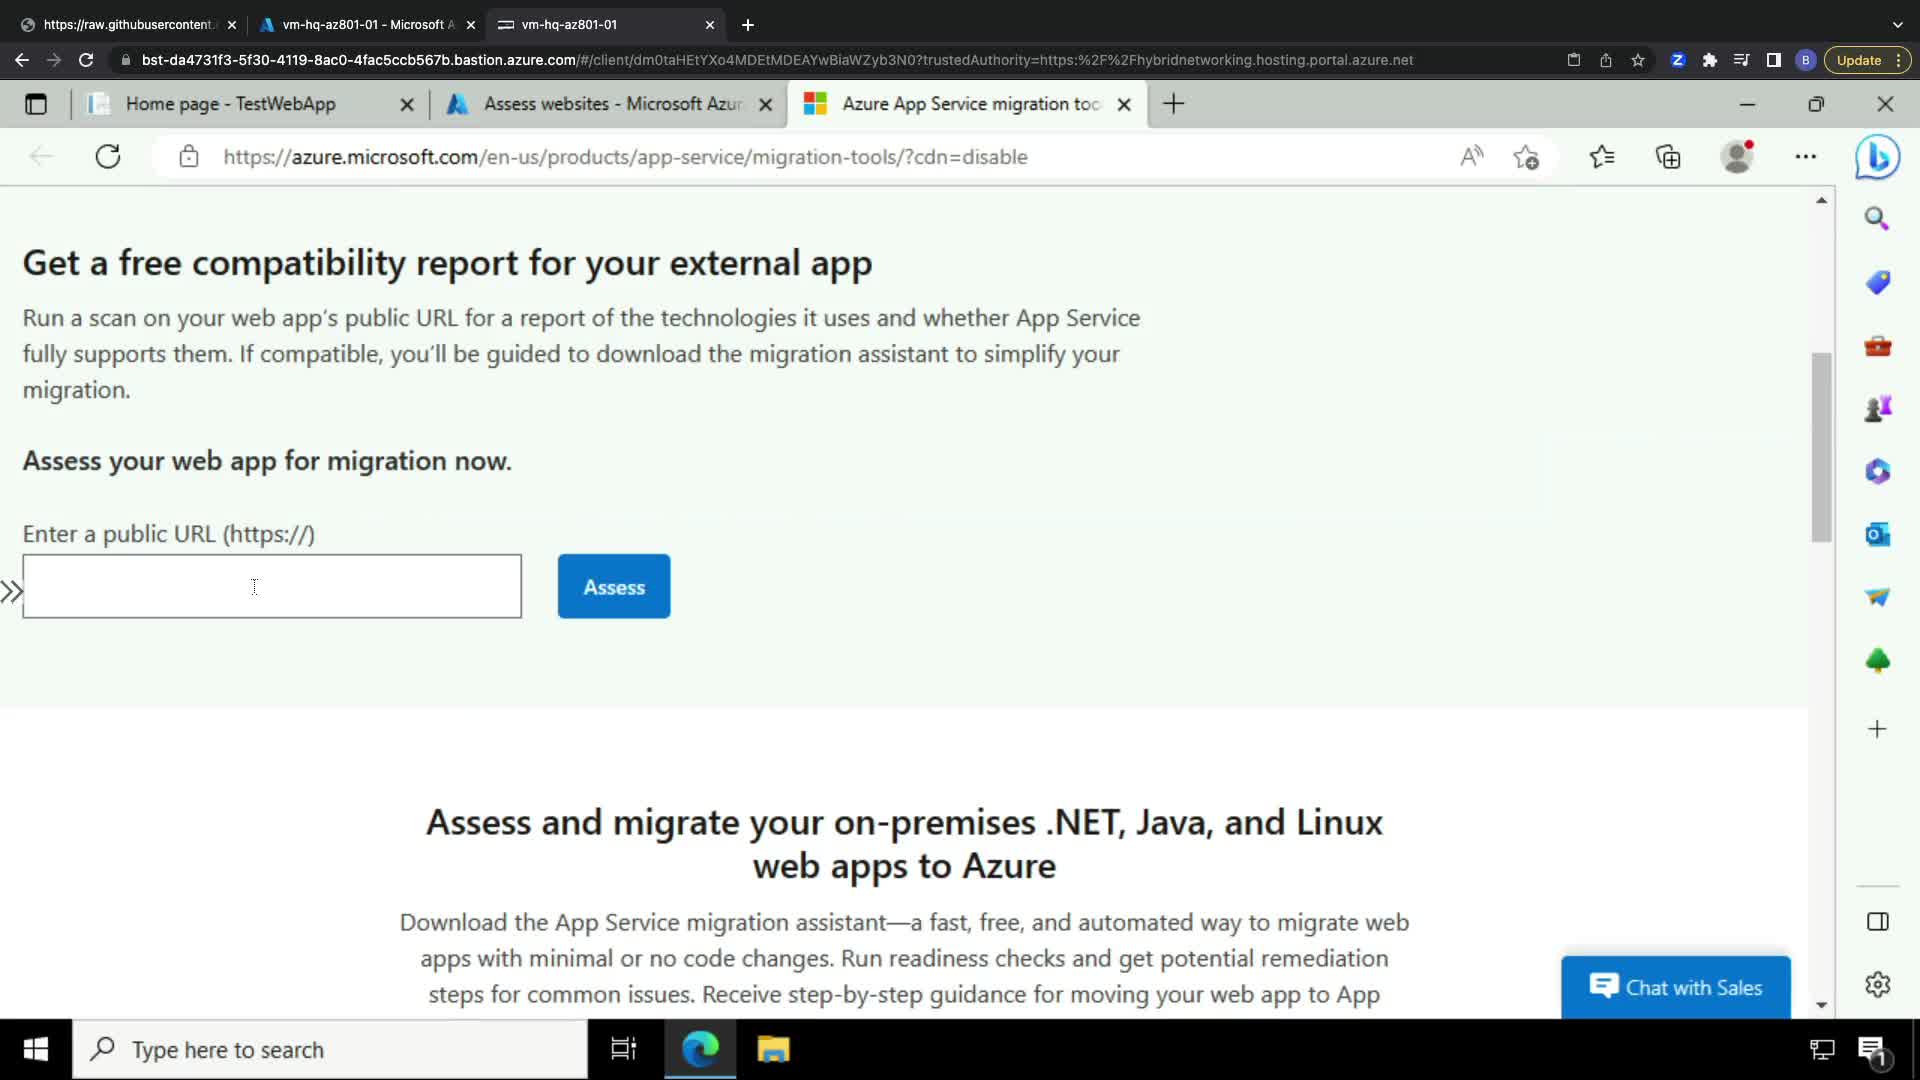 https://raw.githubusercontent.
vm-hq-az801-01 - Microsoft A
vm-hq-az801-01
bst-da4731f3-5f30-4119-8ac0-4fac5ccb567b.bastion.azure.com/#/client/dm0taHEtYXo4MDEtMDEAYwBiaWZyb3N0?trustedAuthority=https:%2F%2Fhybridnetworking.hosting.portal.azure.net
B
Update
Home page - TestWebApp
Assess websites - Microsoft Azur
Azure App Service migration too
https://azure.microsoft.com/en-us/products/app-service/migration-tools/?cdn=disable
Get a free compatibility report for your external app
Run a scan on your web app's public URL for a report of the technologies it uses and whether App Service
fully supports them. If compatible, you'll be guided to download the migration assistant to simplify your
migration.
Assess your web app for migration now.
Enter a public URL (https://)
Assess
Assess and migrate your on-premises .NET, Java, and Linux
web apps to Azure
Download the App Service migration assistant—a fast, free, and automated way to migrate web
apps with minimal or no code changes. Run readiness checks and get potential remediation
steps for common issues. Receive step-by-step guidance for moving your web app to App
Chat with Sales
Type here to search
1